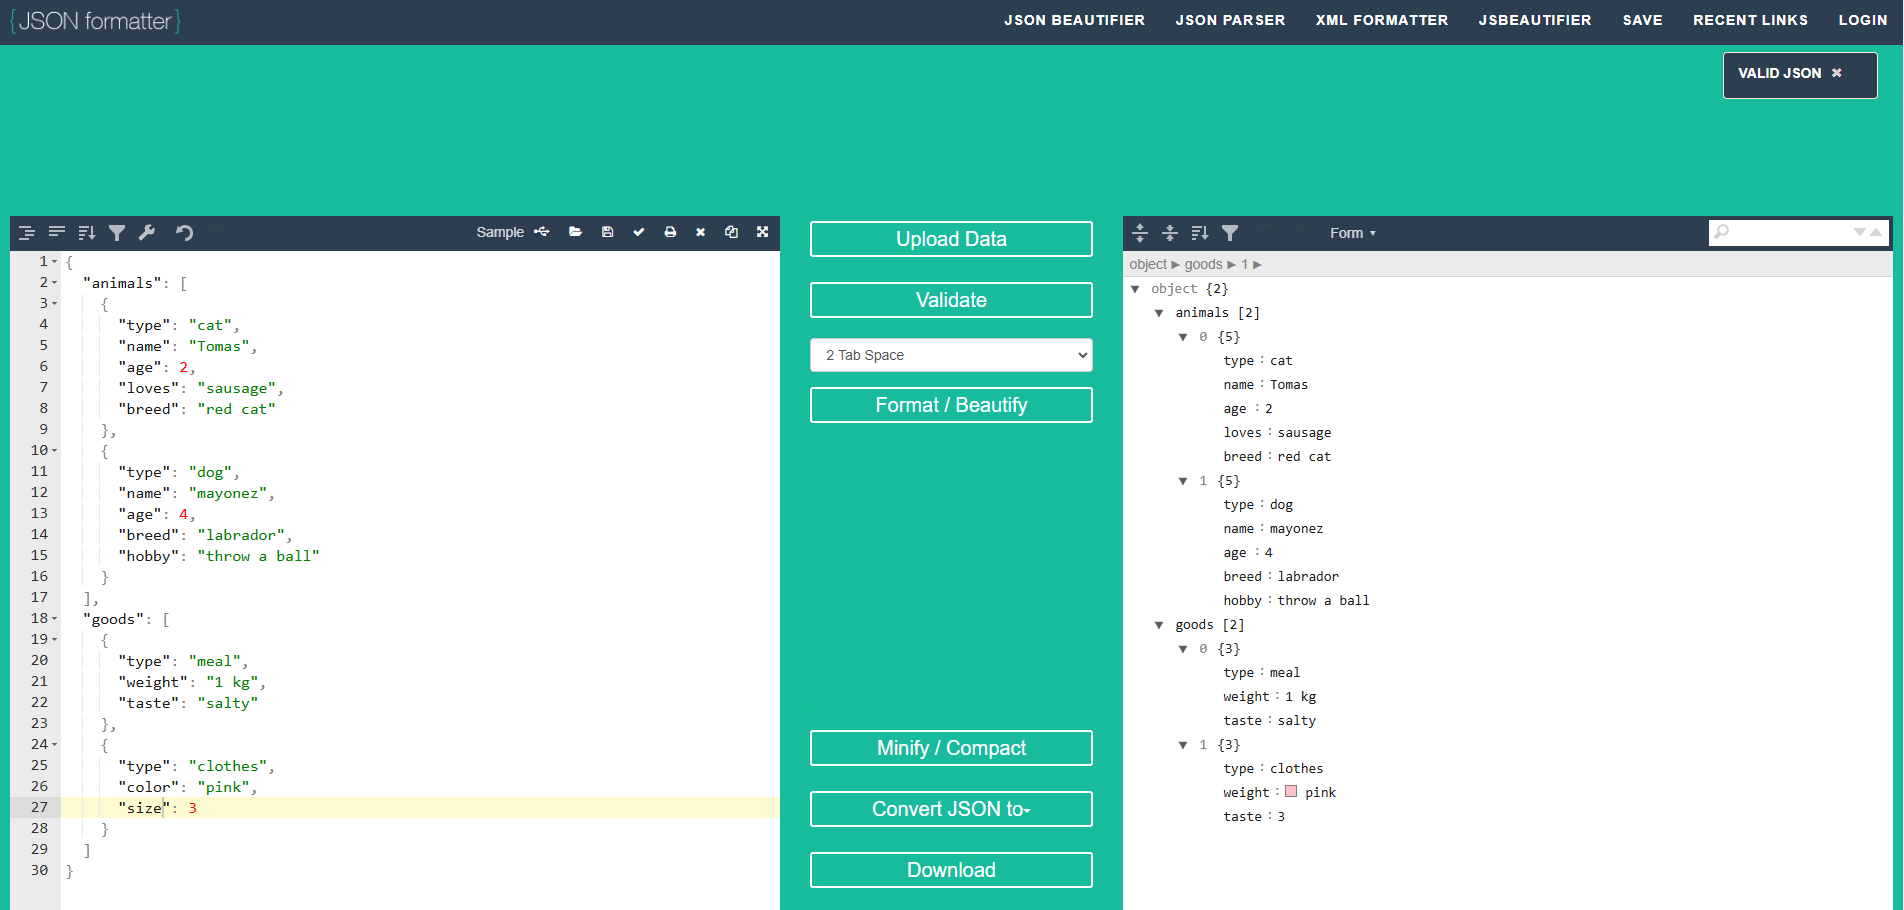 {JSON formatter}
JSON BEAUTIFIER JSON PARSER XML FORMATTER JSBEAUTIFIER SAVE RECENT LINKS LOGIN
VALID JSON ✖
Sample
1 {
2 "animals": [
3 {
4 "type": "cat",
5 "name": "Tomas",
6 "age": 2,
7 "loves": "sausage",
8 "breed": "red cat"
9 },
10 {
11 "type": "dog",
12 "name": "mayonez",
13 "age": 4,
14 "breed": "labrador",
15 "hobby": "throw a ball"
16 }
17 ],
18 "goods": [
19 {
20 "type": "meal",
21 "weight": "1 kg",
22 "taste": "salty"
23 },
24 {
25 "type": "clothes",
26 "color": "pink",
27 "size": 3
28 }
29 ]
30 }
Upload Data
Validate
2 Tab Space
Format / Beautify
Minify / Compact
Convert JSON to
Download
Form
object ► goods ► 1 ►
object {2}
animals [2]
0 {5}
type : cat
name : Tomas
age : 2
loves : sausage
breed : red cat
1 {5}
type : dog
name : mayonez
age : 4
breed : labrador
hobby : throw a ball
goods [2]
0 {3}
type : meal
weight : 1 kg
taste : salty
1 {3}
type : clothes
weight : pink
taste : 3